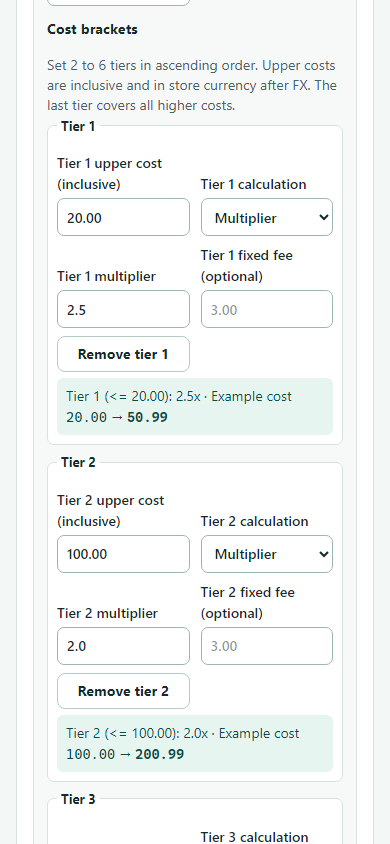 Cost brackets
Set 2 to 6 tiers in ascending order. Upper costs
are inclusive and in store currency after FX. The
last tier covers all higher costs.
Tier 1
Tier 1 upper cost
(inclusive)
Tier 1 calculation
20.00
Multiplier
Tier 1 multiplier
Tier 1 fixed fee
(optional)
2.5
3.00
Remove tier 1
Tier 1 (<= 20.00): 2.5x · Example cost
20.00 → 50.99
Tier 2
Tier 2 upper cost
(inclusive)
Tier 2 calculation
100.00
Multiplier
Tier 2 multiplier
Tier 2 fixed fee
(optional)
2.0
3.00
Remove tier 2
Tier 2 (<= 100.00): 2.0x · Example cost
100.00 → 200.99
Tier 3
Tier 3 calculation